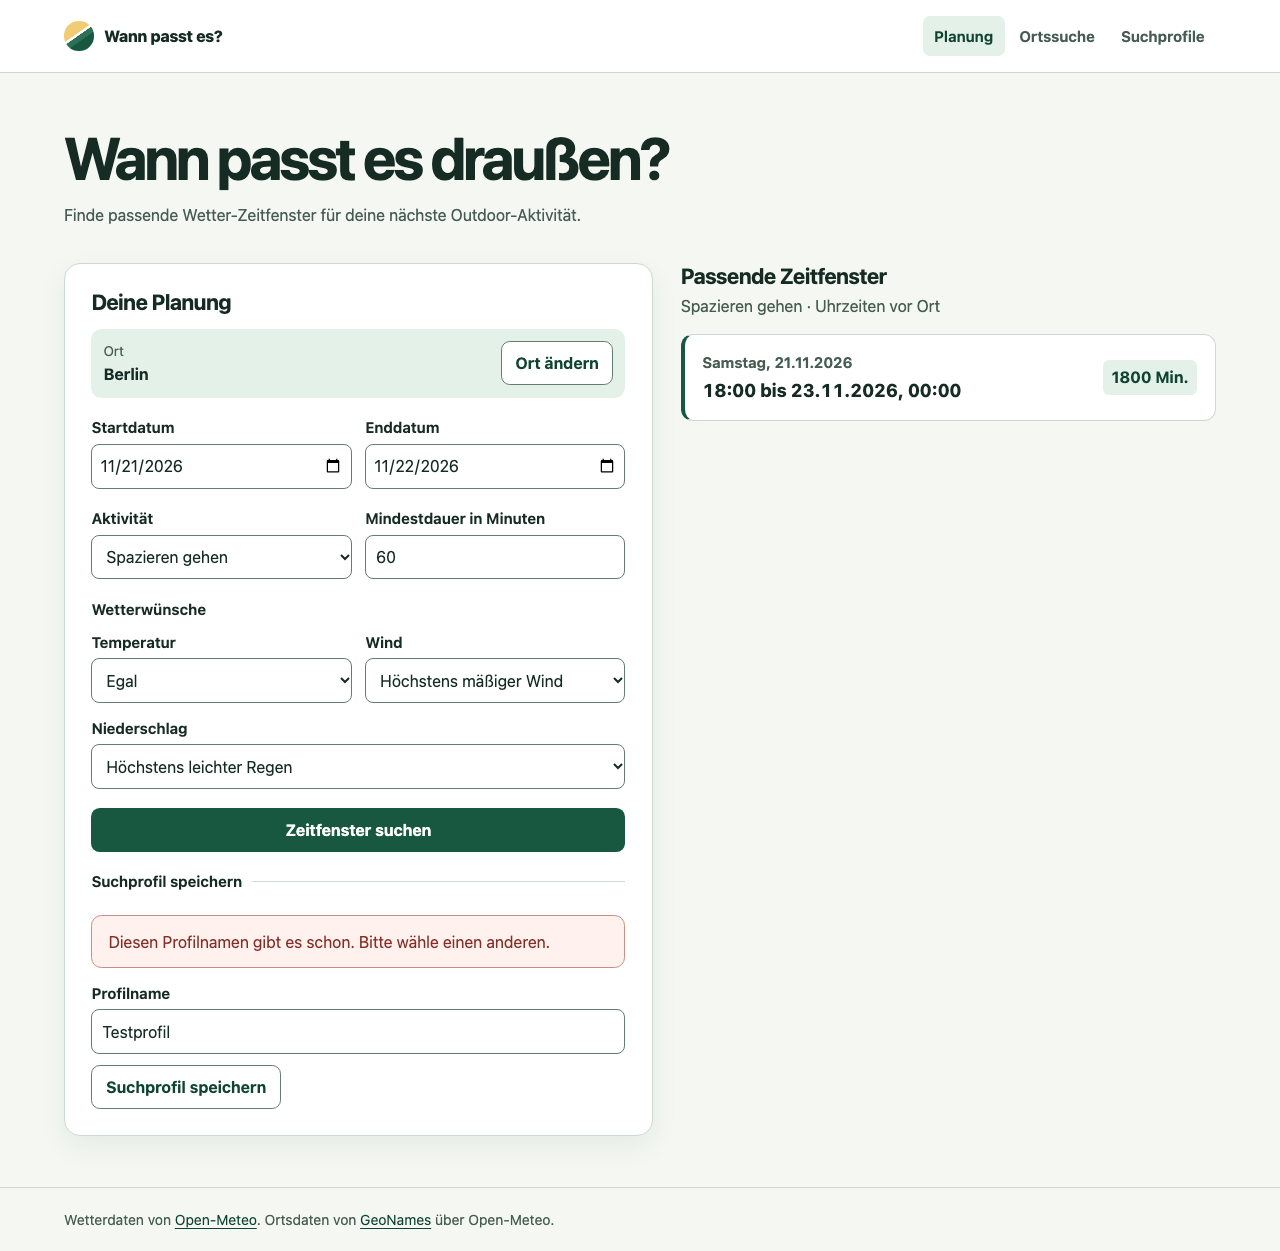 Wann passt es?
Planung
Ortssuche
Suchprofile
Wann passt es draußen?
Finde passende Wetter-Zeitfenster für deine nächste Outdoor-Aktivität.
Deine Planung
Ort
Berlin
Ort ändern
Startdatum
Enddatum
11/21/2026
11/22/2026
Aktivität
Mindestdauer in Minuten
Spazieren gehen
60
Wetterwünsche
Temperatur
Wind
Egal
Höchstens mäßiger Wind
Niederschlag
Höchstens leichter Regen
Zeitfenster suchen
Suchprofil speichern
Diesen Profilnamen gibt es schon. Bitte wähle einen anderen.
Profilname
Testprofil
Suchprofil speichern
Passende Zeitfenster
Spazieren gehen · Uhrzeiten vor Ort
Samstag, 21.11.2026
18:00 bis 23.11.2026, 00:00
1800 Min.
Wetterdaten von Open-Meteo. Ortsdaten von GeoNames über Open-Meteo.